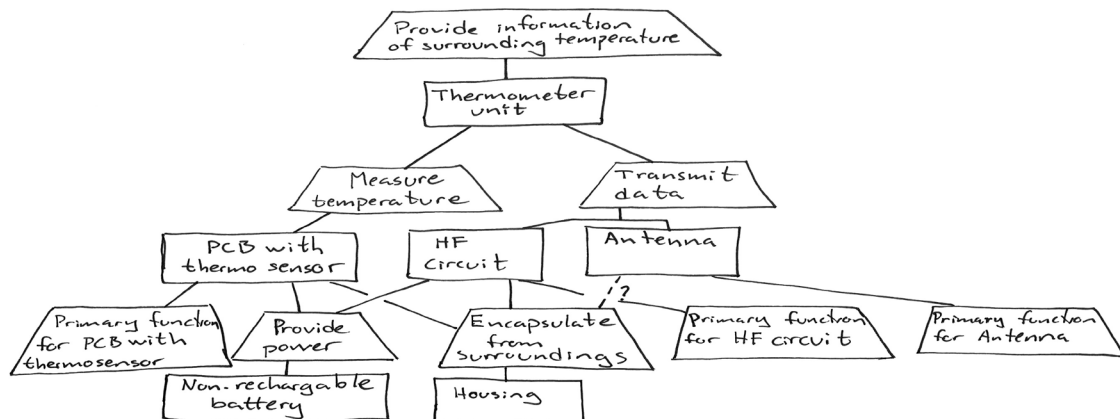 Provide information
of surrounding temperature
Thermometer
unit
Measure
temperature
Transmit
data
PCB with
thermo sensor
HF
circuit
Antenna
?
Primary function
for PCB with
thermosensor
Provide
power
Encapsulate
from
surroundings
Primary function
for HF circuit
Primary function
for Antenna
Non-rechargable
battery
Housing